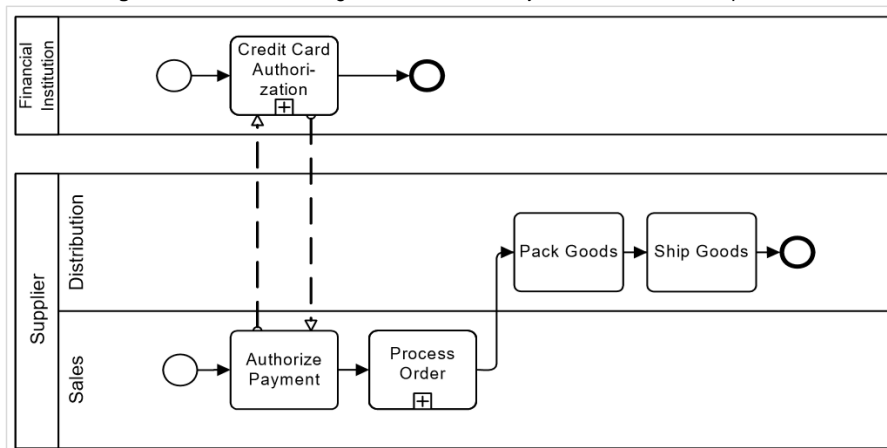 Financial
Institution
Credit Card
Authori-
zation
Supplier
Distribution
Pack Goods
Ship Goods
Sales
Authorize
Payment
Process
Order